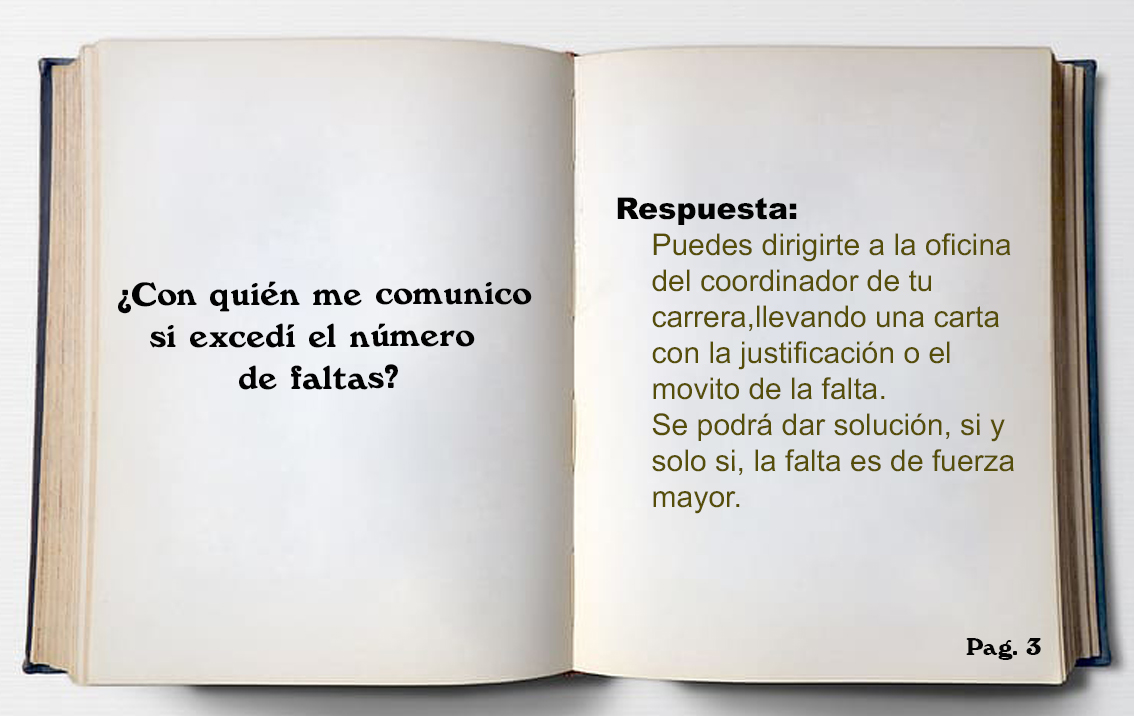 ¿Con quién me comunico
si excedí el número
de faltas?
Respuesta:
Puedes dirigirte a la oficina
del coordinador de tu
carrera,llevando una carta
con la justificación o el
movito de la falta.
Se podrá dar solución, si y
solo si, la falta es de fuerza
mayor.
Pag. 3